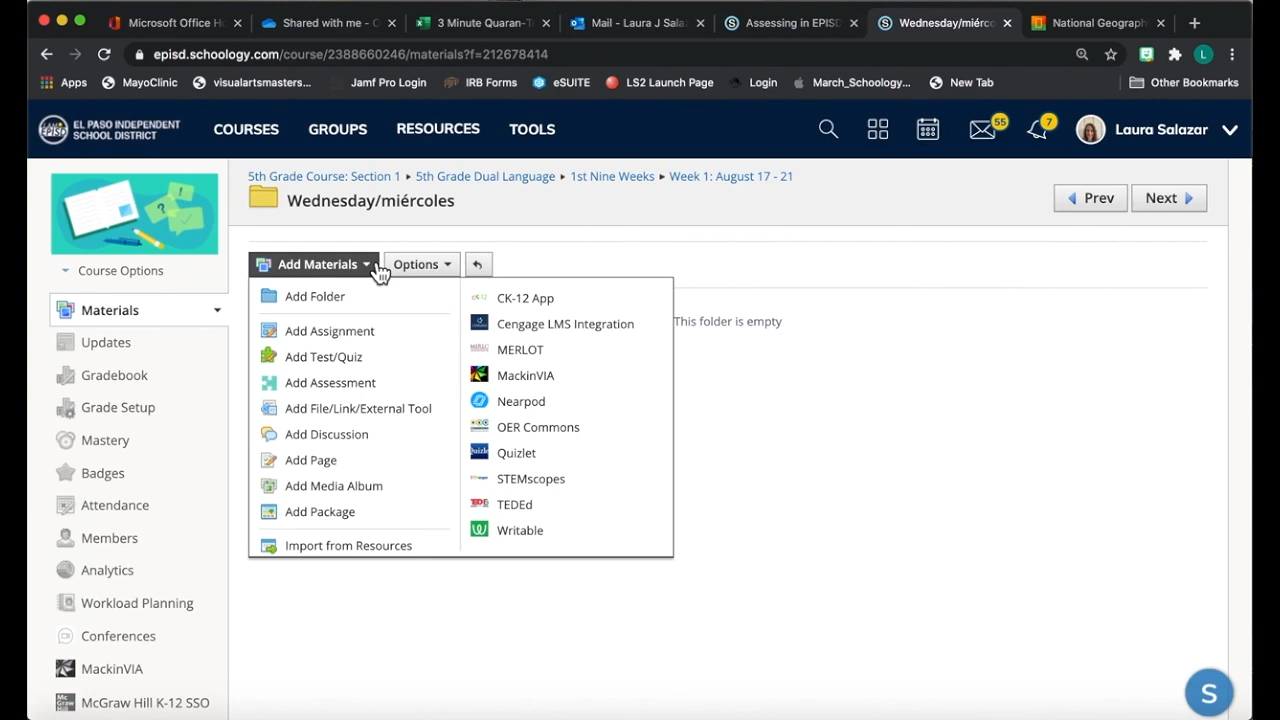 Microsoft Office H
Shared with me - O
3 Minute Quaran-T
Mail - Laura J Sala
Assessing in EPISD
Wednesday/miérco
National Geograph
episd.schoology.com/course/2388660246/materials?f=212678414
L
Apps
MayoClinic
visualartsmasters...
Jamf Pro Login
IRB Forms
eSUITE
LS2 Launch Page
Login
March_Schoology...
New Tab
Other Bookmarks
EL PASO INDEPENDENT
SCHOOL DISTRICT
COURSES
GROUPS
RESOURCES
TOOLS
55
7
Laura Salazar
5th Grade Course: Section 1 ▸ 5th Grade Dual Language ▸ 1st Nine Weeks ▸ Week 1: August 17 - 21
Wednesday/miércoles
Prev
Next
Course Options
Materials
Updates
Gradebook
Grade Setup
Mastery
Badges
Attendance
Members
Analytics
Workload Planning
Conferences
MackinVIA
McGraw Hill K-12 SSO
Add Materials
Options
Add Folder
Add Assignment
Add Test/Quiz
Add Assessment
Add File/Link/External Tool
Add Discussion
Add Page
Add Media Album
Add Package
Import from Resources
CK-12 App
Cengage LMS Integration
MERLOT
MackinVIA
Nearpod
OER Commons
Quizlet
STEMscopes
TEDEd
Writable
This folder is empty
S